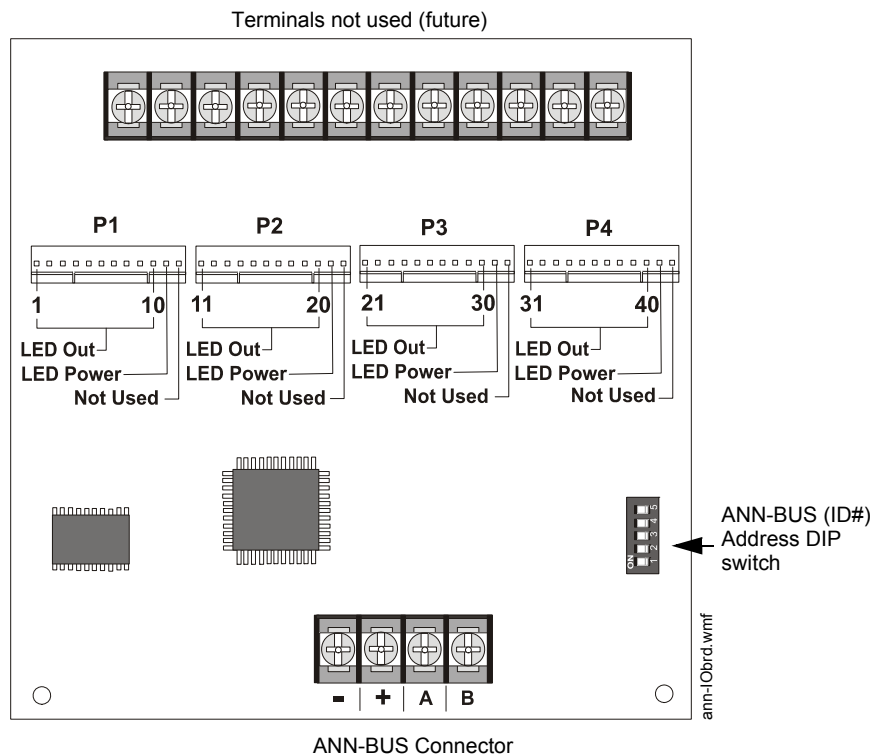 Terminals not used (future)
P1 P2 P3 P4
1 10 11 20 21 30 31 40
LED Out LED Out LED Out LED Out
LED Power LED Power LED Power LED Power
Not Used Not Used Not Used Not Used
ON 1 2 3 4 5
ANN-BUS (ID#)
Address DIP
switch
- + A B
ann-IObrd.wmf
ANN-BUS Connector